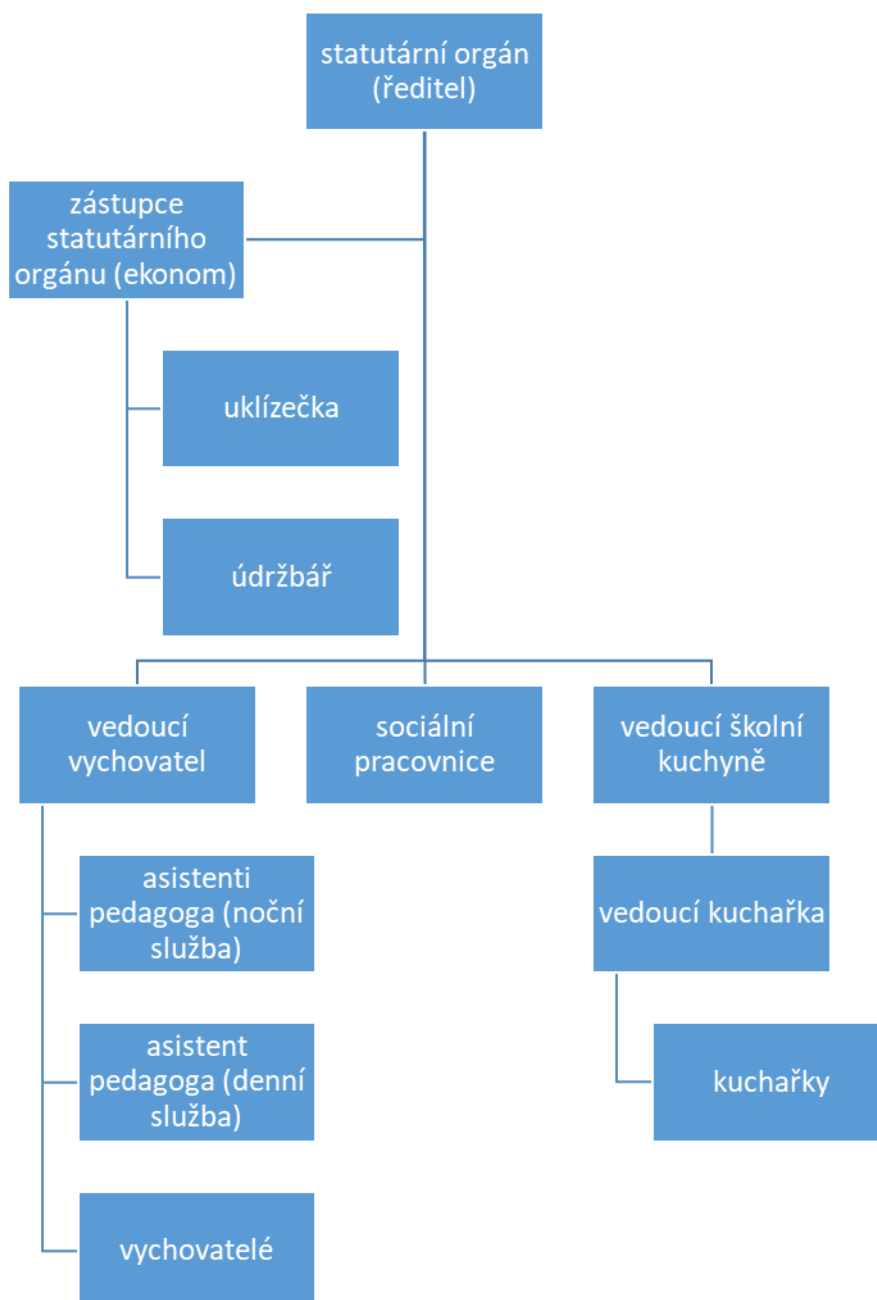 statutární orgán
(ředitel)
zástupce
statutárního
orgánu (ekonom)
uklízečka
údržbář
vedoucí
vychovatel
sociální
pracovnice
vedoucí školní
kuchyně
asistenti
pedagoga (noční
služba)
vedoucí kuchařka
asistent
pedagoga (denní
služba)
kuchařky
vychovatelé